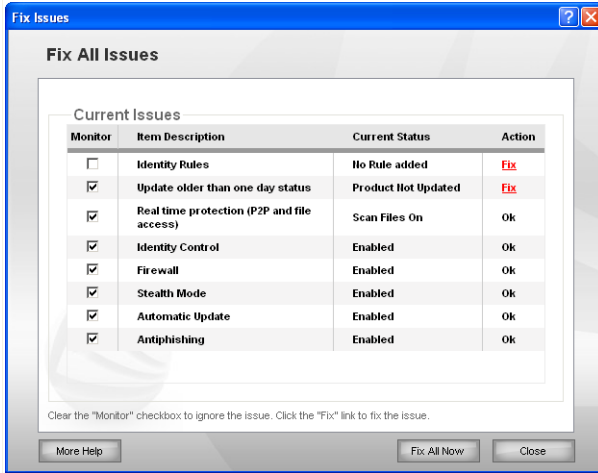 Fix Issues
Fix All Issues
Current Issues
Monitor Item Description Current Status Action
Identity Rules No Rule added Fix
Update older than one day status Product Not Updated Fix
Real time protection (P2P and file access) Scan Files On Ok
Identity Control Enabled Ok
Firewall Enabled Ok
Stealth Mode Enabled Ok
Automatic Update Enabled Ok
Antiphishing Enabled Ok
Clear the "Monitor" checkbox to ignore the issue. Click the "Fix" link to fix the issue.
More Help Fix All Now Close